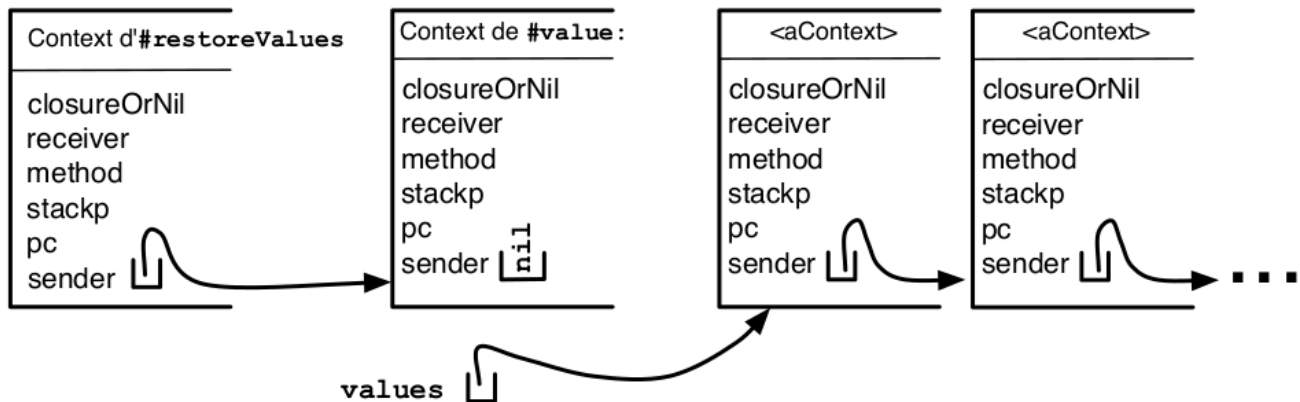 Context d'#restoreValues
closureOrNil
receiver
method
stackp
pc
sender
Context de #value:
closureOrNil
receiver
method
stackp
pc
sender nil
<aContext>
closureOrNil
receiver
method
stackp
pc
sender
<aContext>
closureOrNil
receiver
method
stackp
pc
sender
...
values